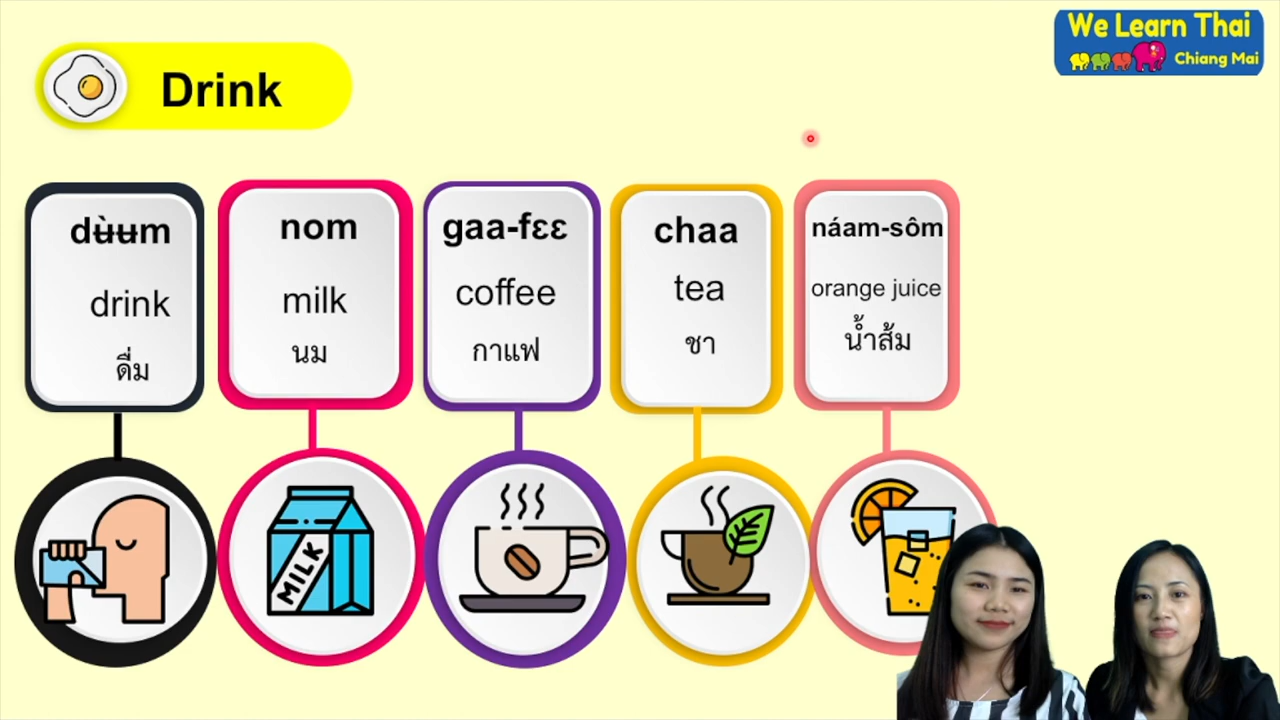 We Learn Thai
Chiang Mai
Drink
dʉ̀ʉm
drink
ดื่ม
nom
milk
นม
gaa-fɛɛ
coffee
กาแฟ
chaa
tea
ชา
náam-sôm
orange juice
น้ำส้ม
MILK